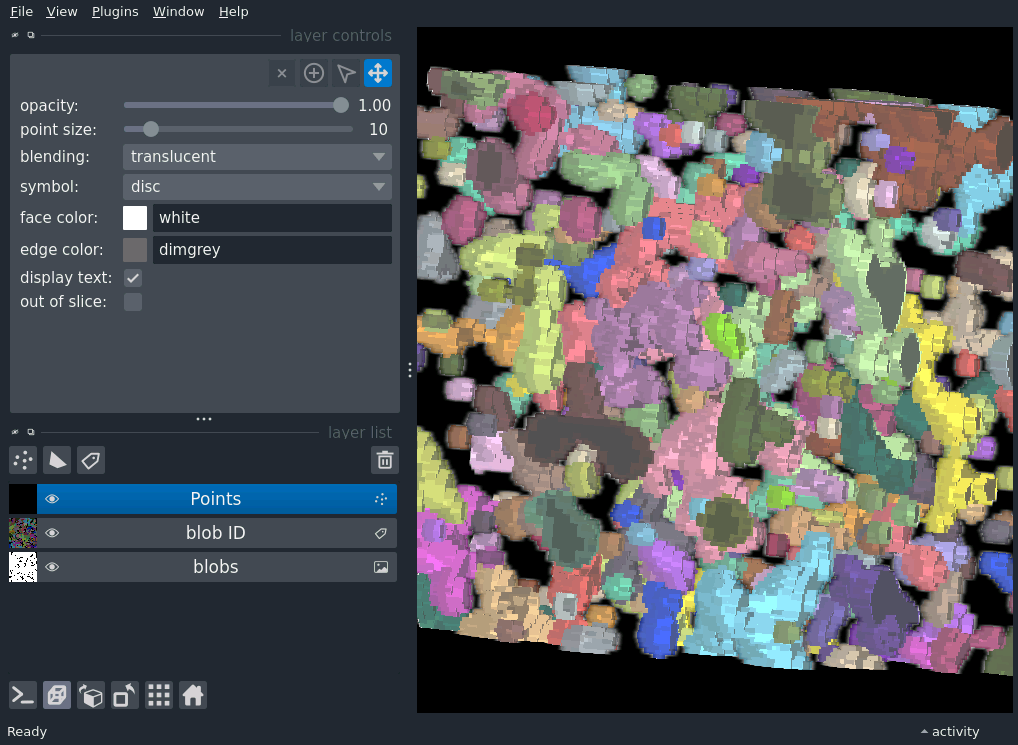 File View Plugins Window Help
layer controls
opacity: 1.00
point size: 10
blending: translucent
symbol: disc
face color: white
edge color: dimgrey
display text:
out of slice:
layer list
Points
blob ID
blobs
Ready
activity